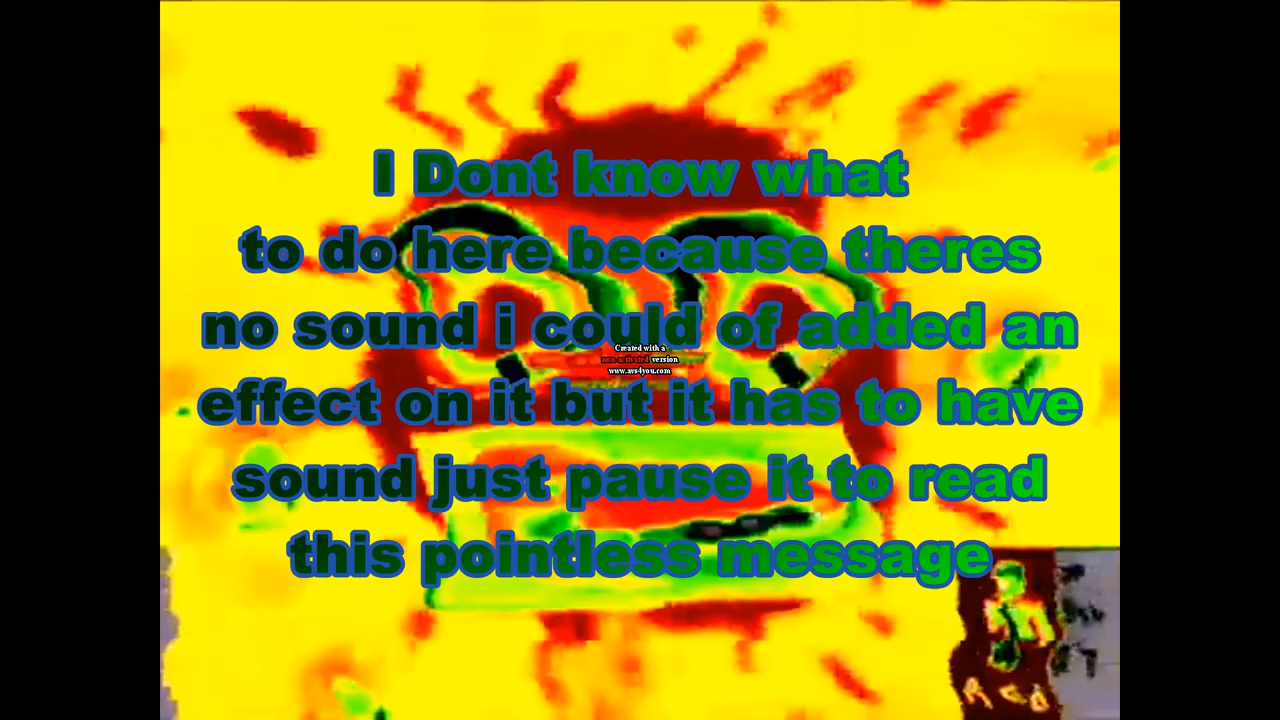 I Dont know what
to do here because theres
no sound i could of added an
Created with a
non-activated version
www.avs4you.com
effect on it but it has to have
sound just pause it to read
this pointless message